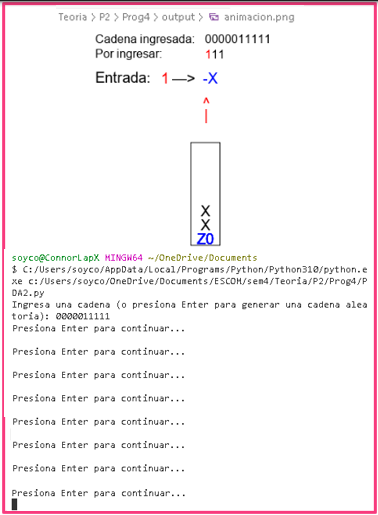 Teoria > P2 > Prog4 > output > animacion.png
Cadena ingresada: 0000011111
Por ingresar: 111
Entrada: 1 —> -X
^
|
X
X
Z0
soyco@ConnorLapX MINGW64 ~/OneDrive/Documents
$ C:/Users/soyco/AppData/Local/Programs/Python/Python310/python.e
xe c:/Users/soyco/OneDrive/Documents/ESCOM/sem4/Teoria/P2/Prog4/P
DA2.py
Ingresa una cadena (o presiona Enter para generar una cadena alea
toria): 0000011111
Presiona Enter para continuar...
Presiona Enter para continuar...
Presiona Enter para continuar...
Presiona Enter para continuar...
Presiona Enter para continuar...
Presiona Enter para continuar...
Presiona Enter para continuar...
Presiona Enter para continuar...